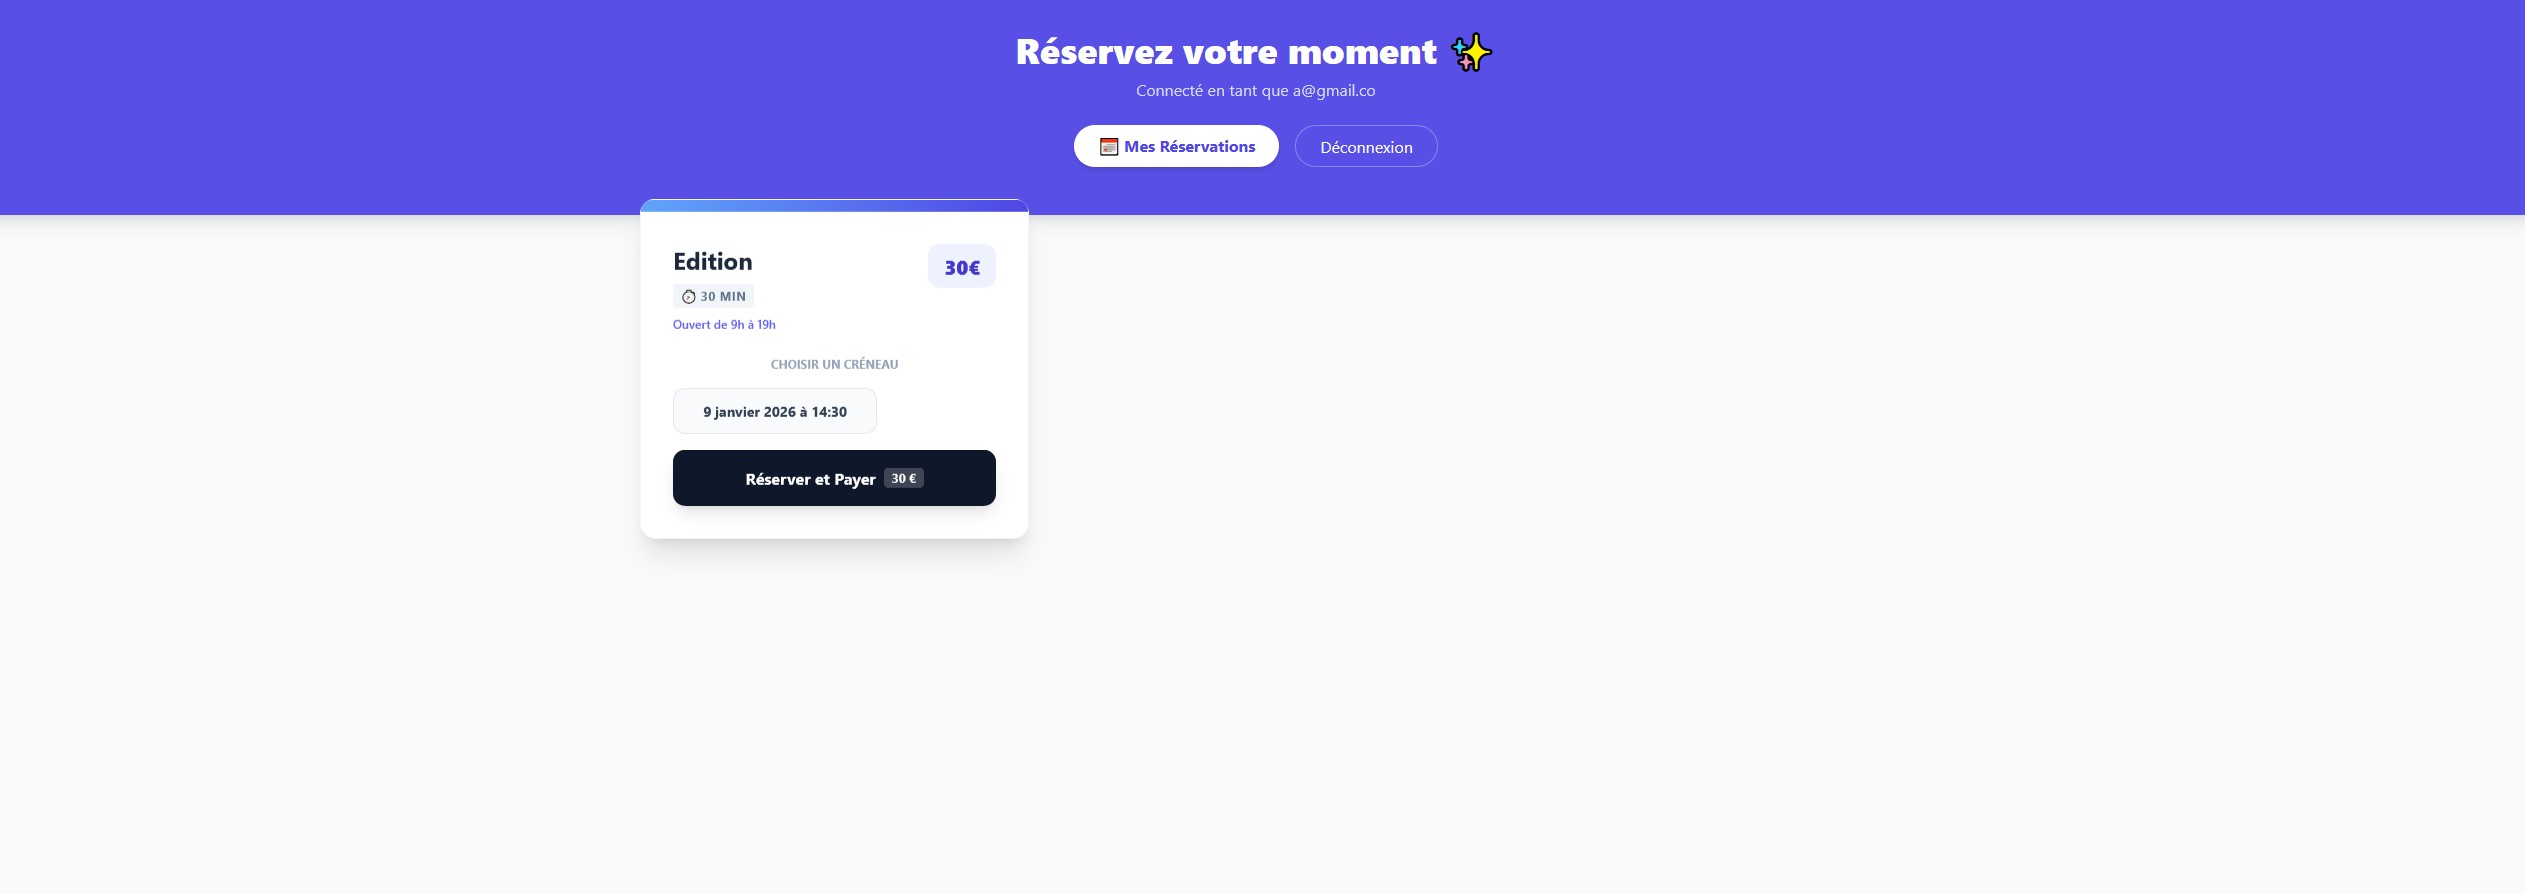 Réservez votre moment ✨
Connecté en tant que a@gmail.co
Mes Réservations
Déconnexion
Edition
30€
30 MIN
Ouvert de 9h à 19h
CHOISIR UN CRÉNEAU
9 janvier 2026 à 14:30
Réserver et Payer 30 €